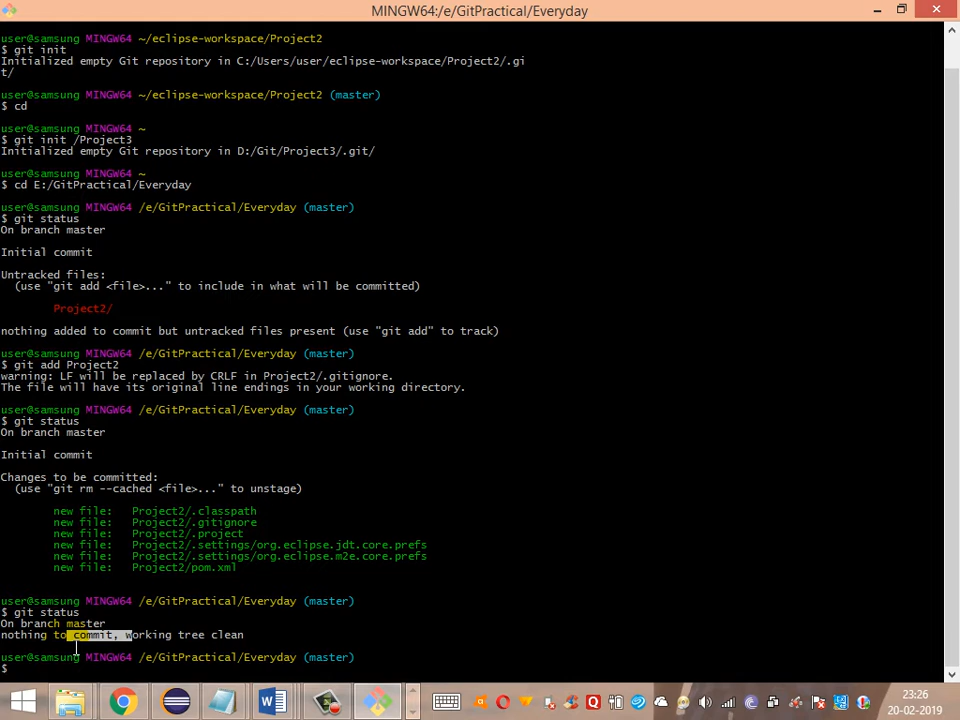 MINGW64:/e/GitPractical/Everyday
user@samsung MINGW64 ~/eclipse-workspace/Project2
$ git init
Initialized empty Git repository in C:/Users/user/eclipse-workspace/Project2/.gi
t/
user@samsung MINGW64 ~/eclipse-workspace/Project2 (master)
$ cd
user@samsung MINGW64 ~
$ git init /Project3
Initialized empty Git repository in D:/Git/Project3/.git/
user@samsung MINGW64 ~
$ cd E:/GitPractical/Everyday
user@samsung MINGW64 /e/GitPractical/Everyday (master)
$ git status
On branch master
Initial commit
Untracked files:
(use "git add <file>..." to include in what will be committed)
Project2/
nothing added to commit but untracked files present (use "git add" to track)
user@samsung MINGW64 /e/GitPractical/Everyday (master)
$ git add Project2
warning: LF will be replaced by CRLF in Project2/.gitignore.
The file will have its original line endings in your working directory.
user@samsung MINGW64 /e/GitPractical/Everyday (master)
$ git status
On branch master
Initial commit
Changes to be committed:
(use "git rm --cached <file>..." to unstage)
new file:   Project2/.classpath
new file:   Project2/.gitignore
new file:   Project2/.project
new file:   Project2/.settings/org.eclipse.jdt.core.prefs
new file:   Project2/.settings/org.eclipse.m2e.core.prefs
new file:   Project2/pom.xml
user@samsung MINGW64 /e/GitPractical/Everyday (master)
$ git status
On branch master
nothing to commit, working tree clean
user@samsung MINGW64 /e/GitPractical/Everyday (master)
$
23:26
20-02-2019